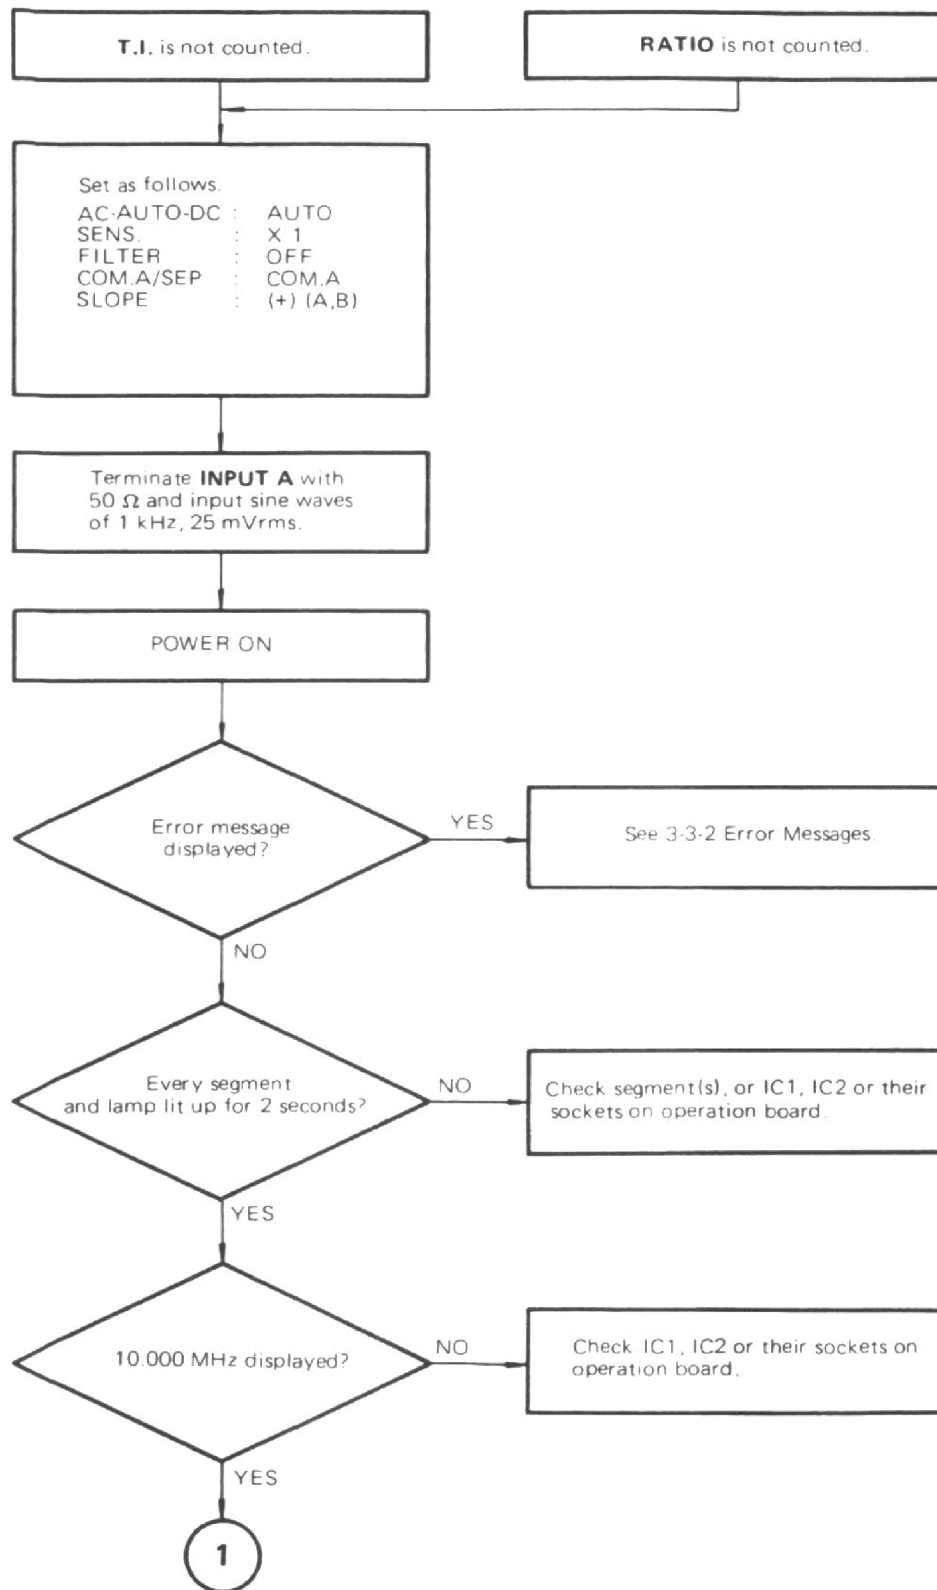 T.I. is not counted.
RATIO is not counted.
Set as follows.
AC-AUTO-DC : AUTO
SENS. : X 1
FILTER : OFF
COM.A/SEP : COM.A
SLOPE : (+) (A,B)
Terminate INPUT A with
50 Ω and input sine waves
of 1 kHz, 25 mVrms.
POWER ON
Error message
displayed?
YES
See 3-3-2 Error Messages.
NO
Every segment
and lamp lit up for 2 seconds?
NO
Check segment(s), or IC1, IC2 or their
sockets on operation board.
YES
10.000 MHz displayed?
NO
Check IC1, IC2 or their sockets on
operation board.
YES
1